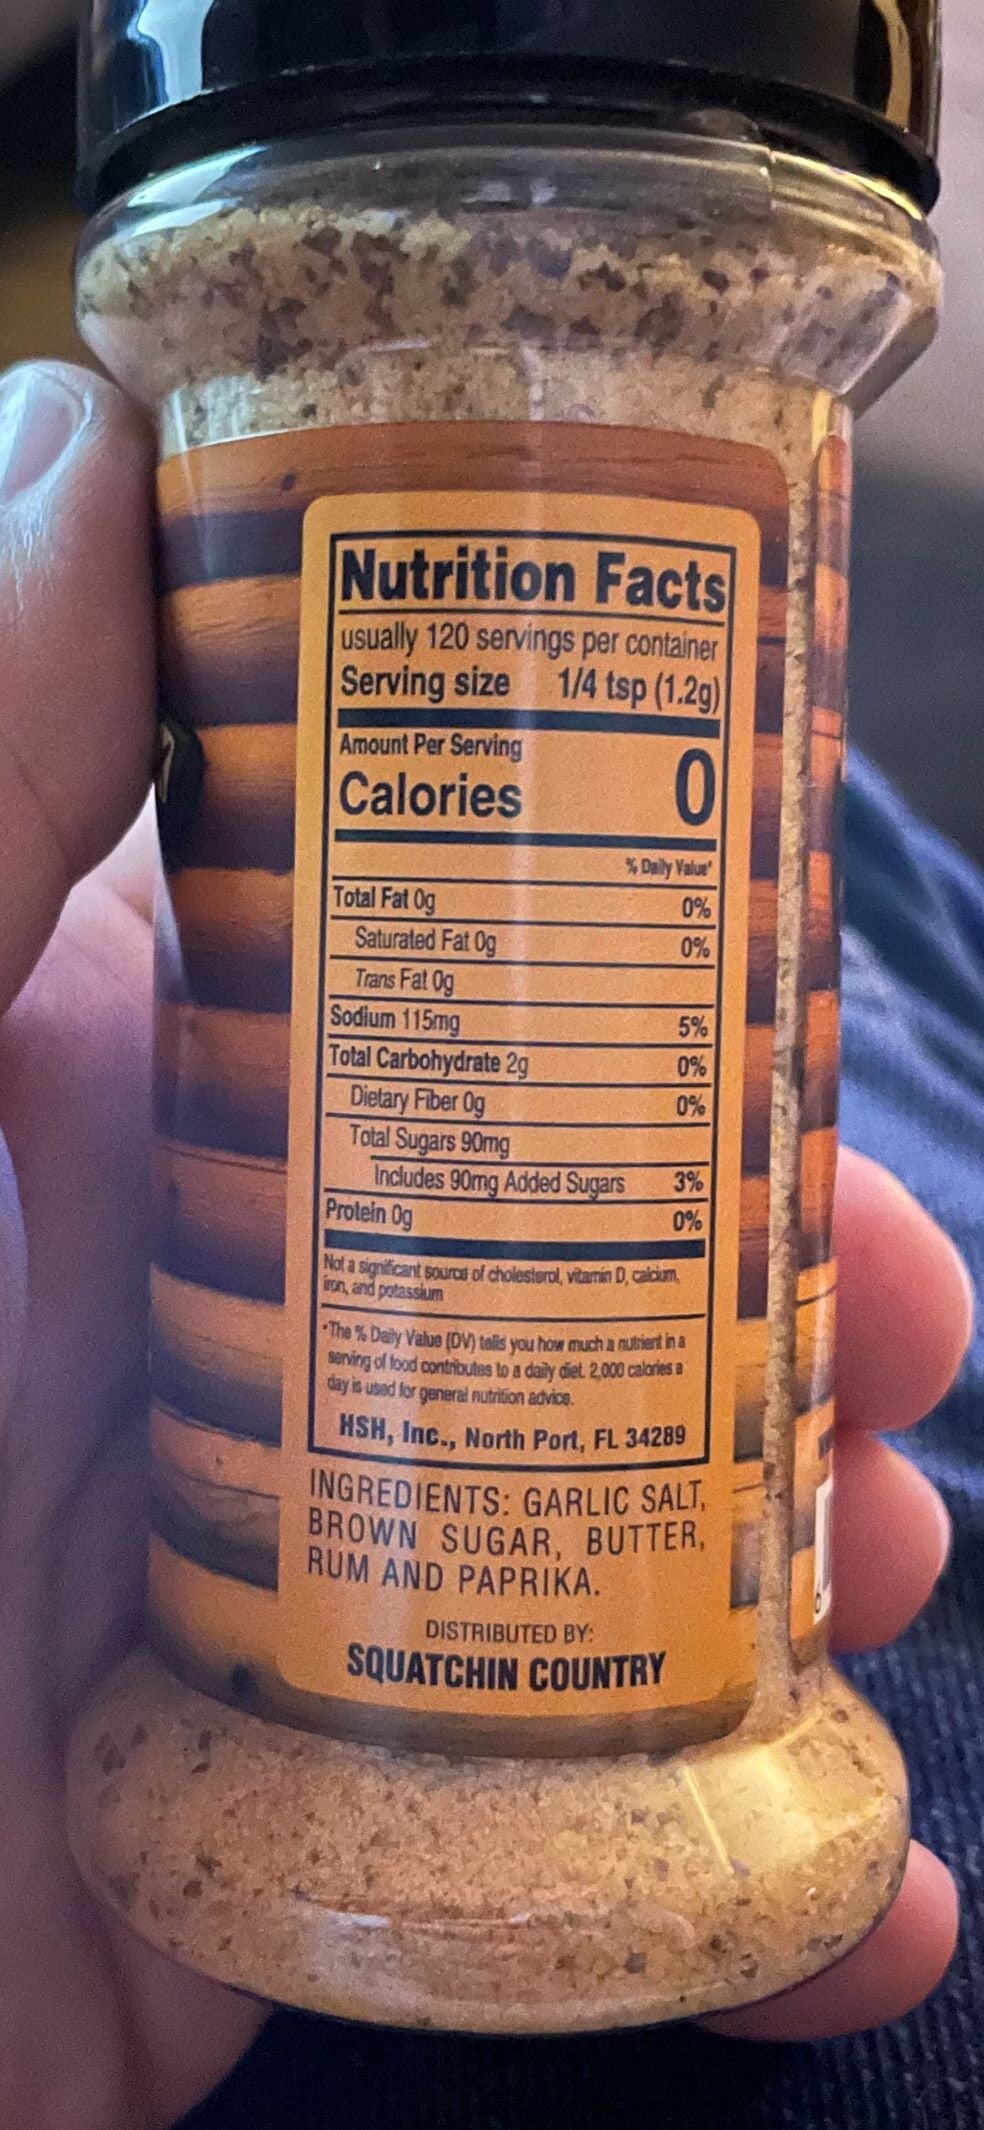 Nutrition Facts
usually 120 servings per container
Serving size 1/4 tsp (1.2g)
Amount Per Serving
Calories 0
% Daily Value*
Total Fat 0g 0%
Saturated Fat 0g 0%
Trans Fat 0g
Sodium 115mg 5%
Total Carbohydrate 2g 0%
Dietary Fiber 0g 0%
Total Sugars 90mg
Includes 90mg Added Sugars 3%
Protein 0g 0%
Not a significant source of cholesterol, vitamin D, calcium,
iron, and potassium
*The % Daily Value (DV) tells you how much a nutrient in a
serving of food contributes to a daily diet. 2,000 calories a
day is used for general nutrition advice.
HSH, Inc., North Port, FL 34289
INGREDIENTS: GARLIC SALT,
BROWN SUGAR, BUTTER,
RUM AND PAPRIKA.
DISTRIBUTED BY:
SQUATCHIN COUNTRY